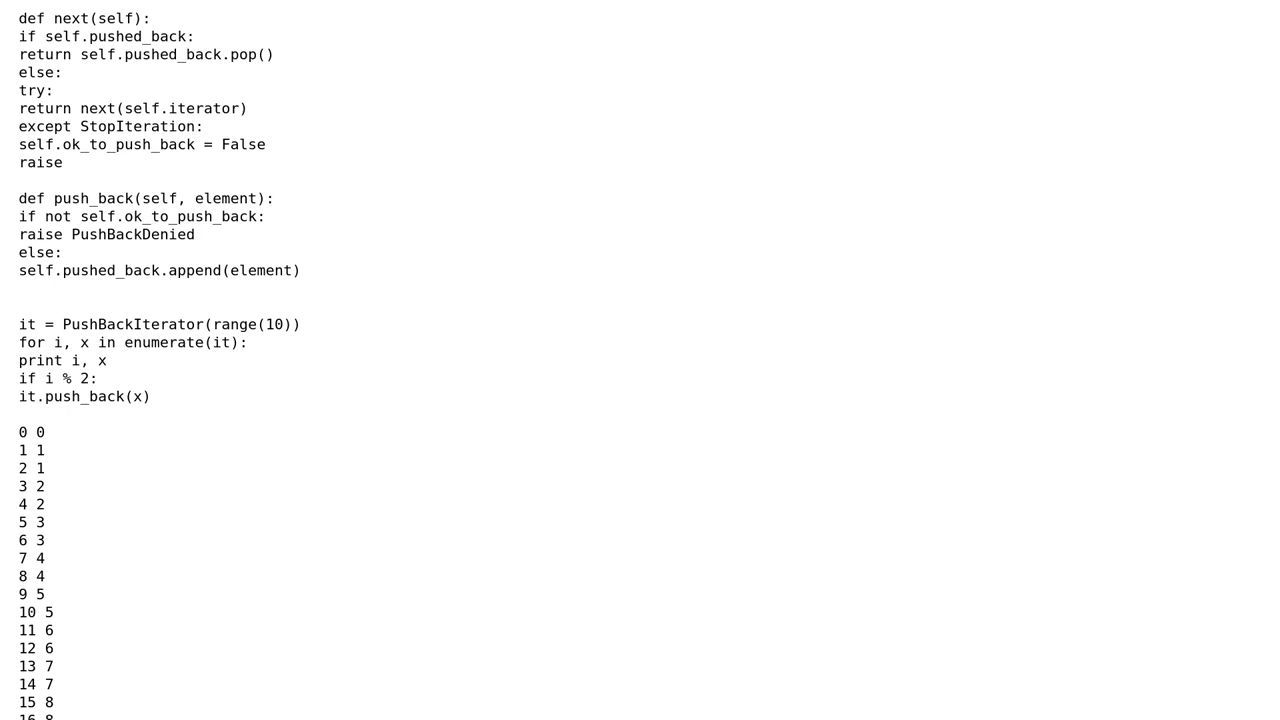 def next(self):
if self.pushed_back:
return self.pushed_back.pop()
else:
try:
return next(self.iterator)
except StopIteration:
self.ok_to_push_back = False
raise

def push_back(self, element):
if not self.ok_to_push_back:
raise PushBackDenied
else:
self.pushed_back.append(element)


it = PushBackIterator(range(10))
for i, x in enumerate(it):
print i, x
if i % 2:
it.push_back(x)

0 0
1 1
2 1
3 2
4 2
5 3
6 3
7 4
8 4
9 5
10 5
11 6
12 6
13 7
14 7
15 8
16 8